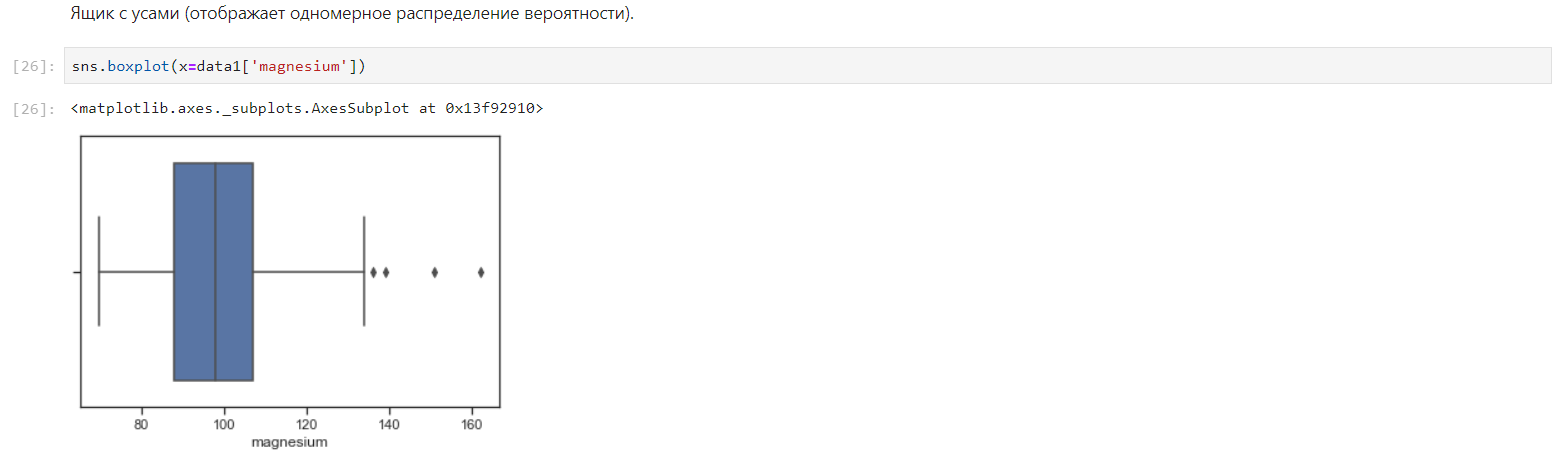 Ящик с усами (отображает одномерное распределение вероятности).
[26]: sns.boxplot(x=data1['magnesium'])
[26]: <matplotlib.axes._subplots.AxesSubplot at 0x13f92910>
80 100 120 140 160
magnesium